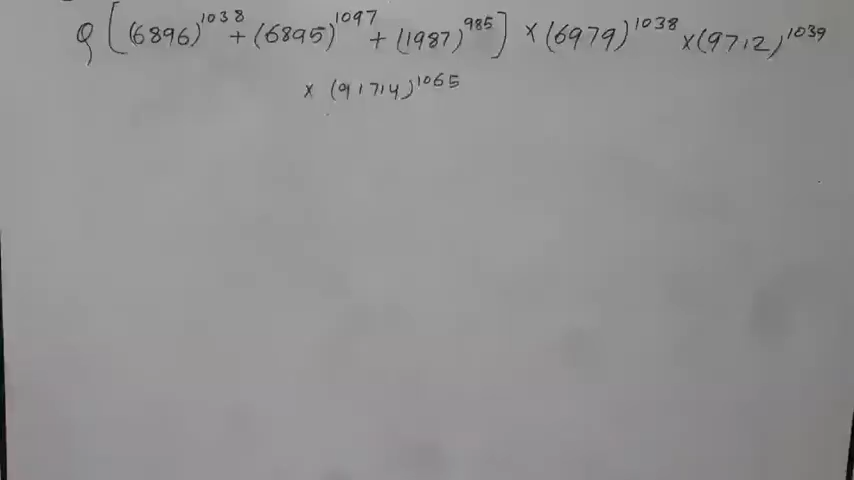 Q [(6896)^1038 + (6895)^1097 + (1987)^985] × (6979)^1038 × (9712)^1039
× (91714)^1065